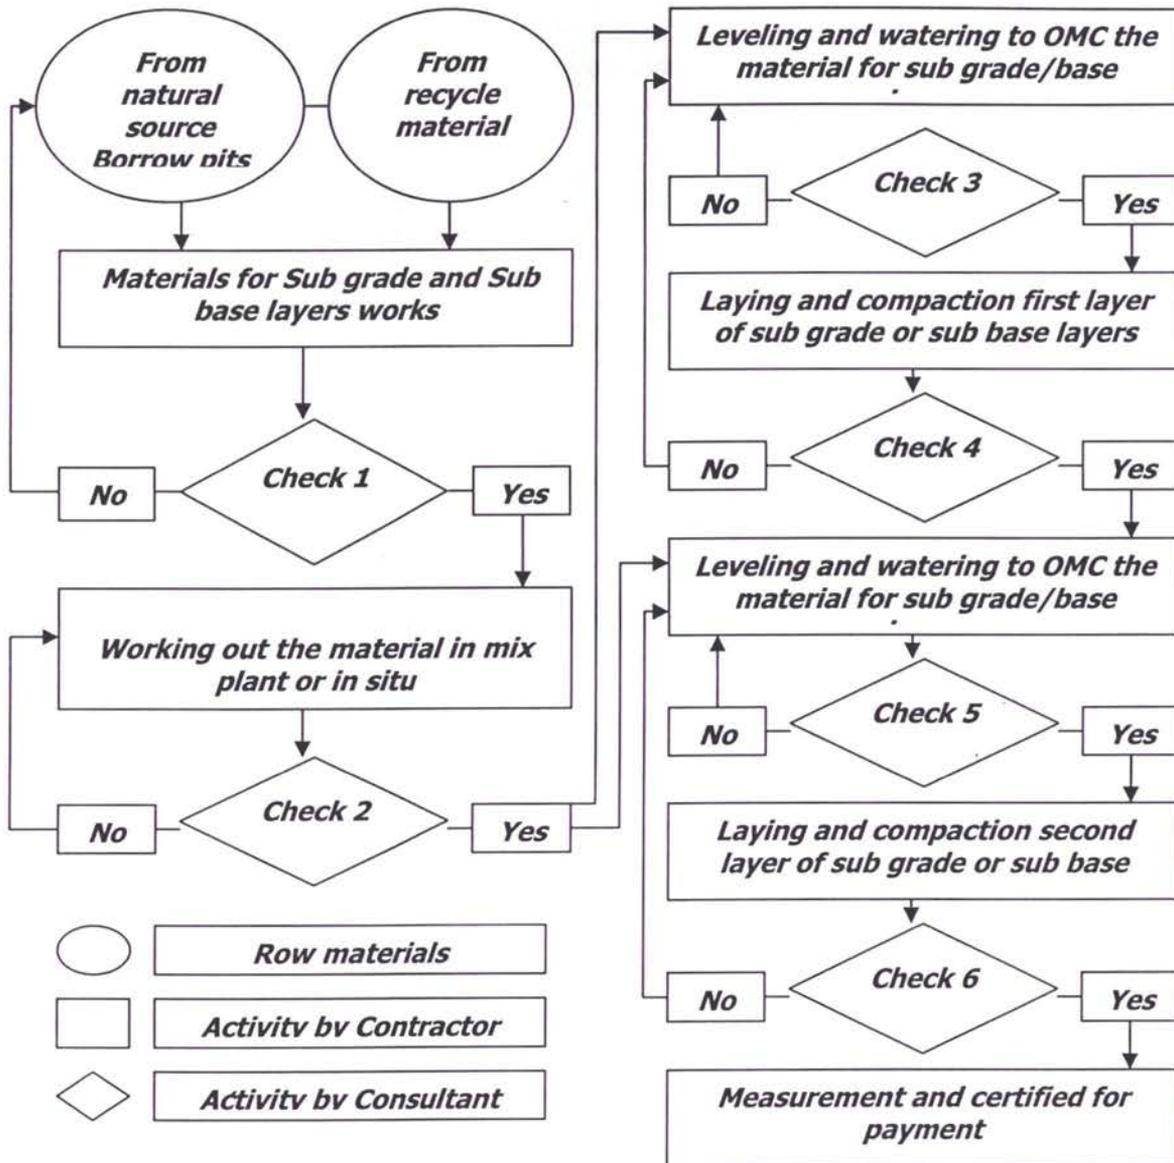 From
natural
source
Borrow pits
From
recycle
material
Materials for Sub grade and Sub
base layers works
Check 1
No
Yes
Working out the material in mix
plant or in situ
Check 2
No
Yes
Row materials
Activity by Contractor
Activity by Consultant
Leveling and watering to OMC the
material for sub grade/base
.
Check 3
No
Yes
Laying and compaction first layer
of sub grade or sub base layers
Check 4
No
Yes
Leveling and watering to OMC the
material for sub grade/base
.
Check 5
No
Yes
Laying and compaction second
layer of sub grade or sub base
Check 6
No
Yes
Measurement and certified for
payment